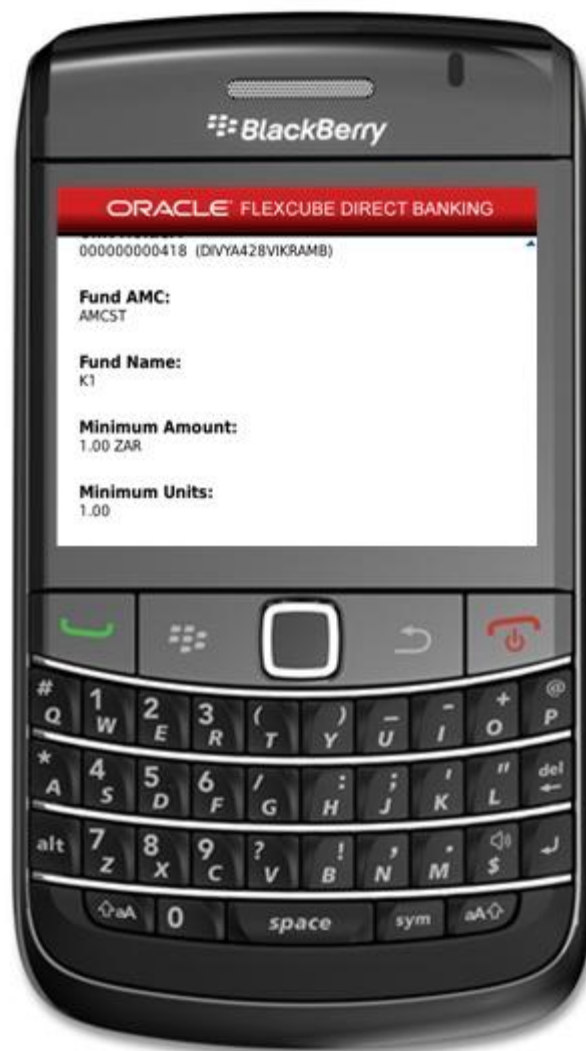 BlackBerry
ORACLE FLEXCUBE DIRECT BANKING
000000000418 (DIVYA428VIKRAMB)
Fund AMC:
AMCST
Fund Name:
K1
Minimum Amount:
1.00 ZAR
Minimum Units:
1.00
# 1 2 3 ( ) _ - + @
Q W E R T Y U I O P
* 4 5 6 / : ; ' " del
A S D F G H J K L
alt 7 8 9 ? ! , .
Z X C V B N M $
aA 0 space sym aA